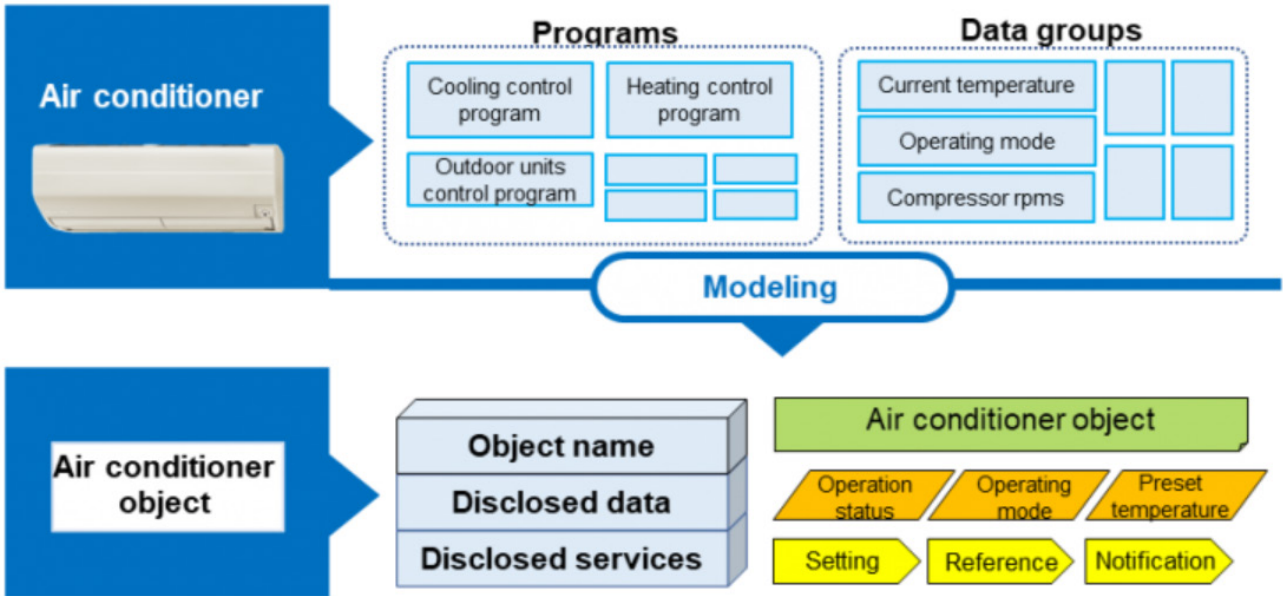 Programs
Data groups
Air conditioner
Cooling control
program
Heating control
program
Outdoor units
control program
Current temperature
Operating mode
Compressor rpms
Modeling
Air conditioner
object
Object name
Disclosed data
Disclosed services
Air conditioner object
Operation
status
Operating
mode
Preset
temperature
Setting
Reference
Notification